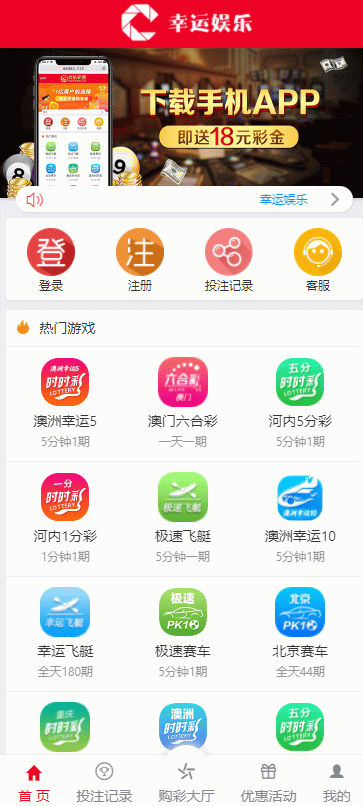 幸运娱乐
下载手机APP
即送18元彩金
幸运娱乐
登
注
登录
注册
投注记录
客服
热门游戏
澳洲幸运5
时时彩
LOTTERY
六合彩
澳门
五分
时时彩
LOTTERY
澳洲幸运5
澳门六合彩
河内5分彩
5分钟1期
一天一期
5分钟1期
一分
时时彩
LOTTERY
极速飞艇
澳洲幸运10
河内1分彩
极速飞艇
澳洲幸运10
1分钟1期
5分钟一期
5分钟1期
幸运飞艇
极速
PK10
北京
PK10
幸运飞艇
极速赛车
北京赛车
全天180期
5分钟1期
全天44期
重庆
时时彩
LOTTERY
澳洲
时时彩
五分
时时彩
LOTTERY
首页
投注记录
购彩大厅
优惠活动
我的